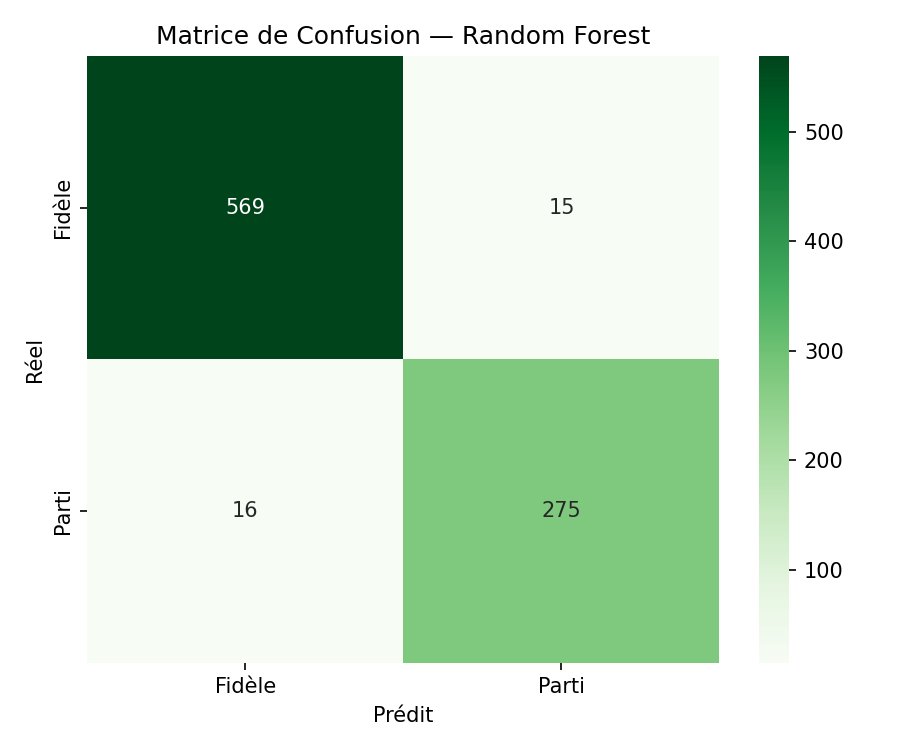 Matrice de Confusion — Random Forest
Fidèle
569
15
500
400
300
200
100
Réel
Parti
16
275
Fidèle
Parti
Prédit